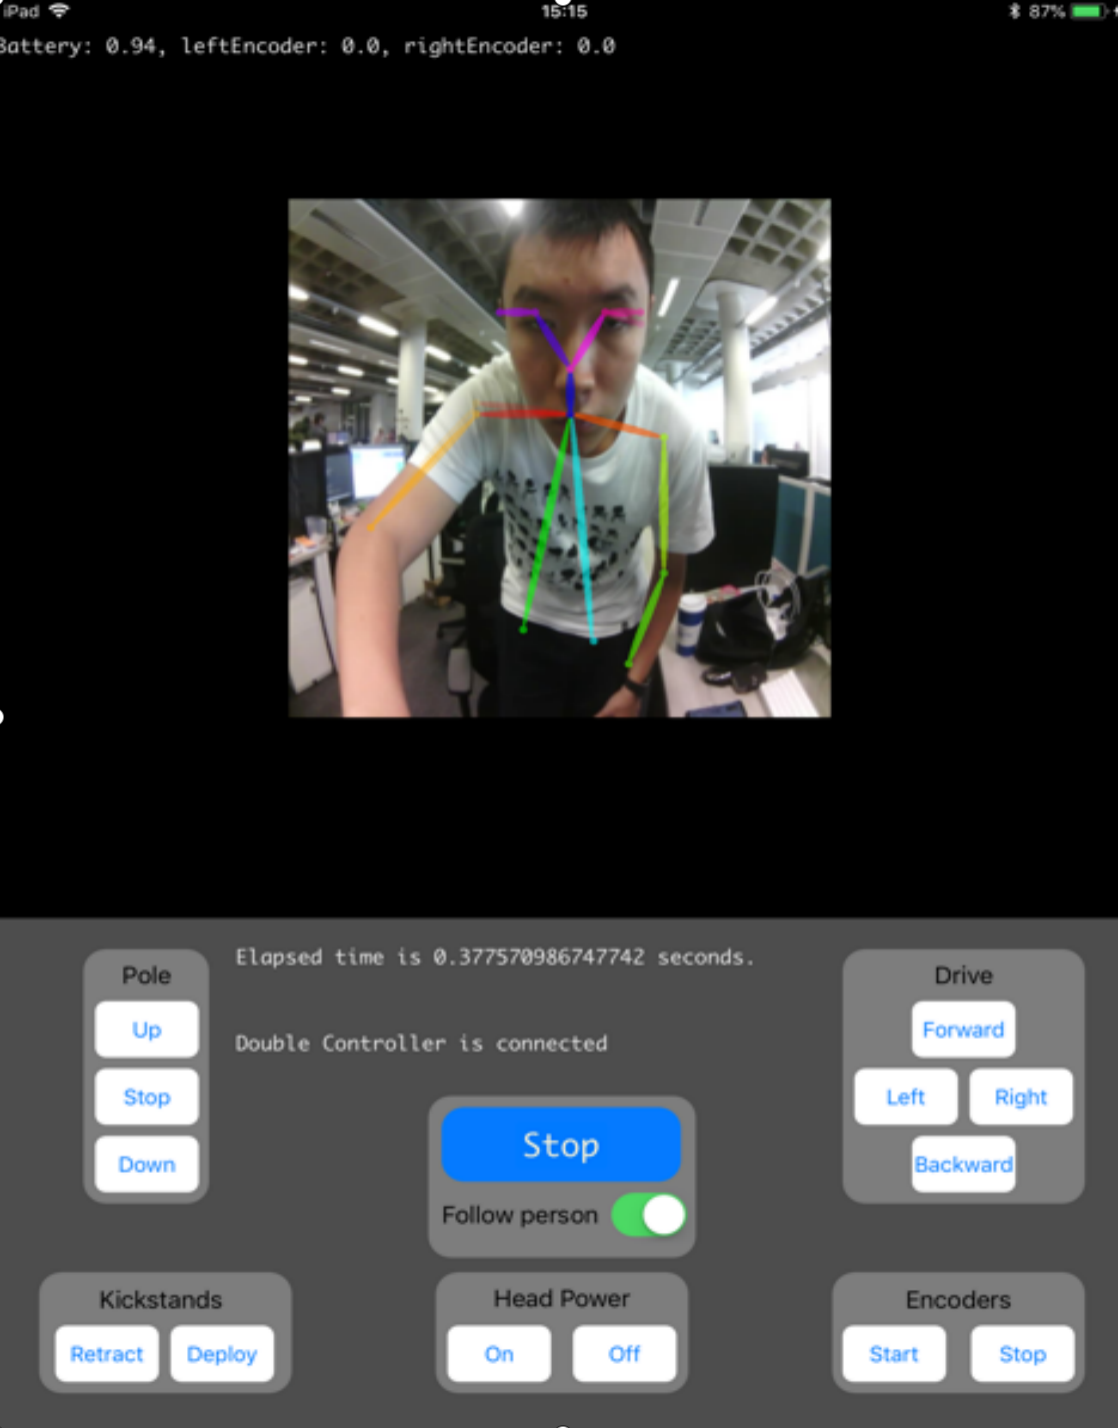 iPad 15:15 87%
Battery: 0.94, leftEncoder: 0.0, rightEncoder: 0.0
Elapsed time is 0.377570986747742 seconds.
Double Controller is connected
Pole
Up
Stop
Down
Drive
Forward
Left Right
Backward
Stop
Follow person
Kickstands
Retract Deploy
Head Power
On Off
Encoders
Start Stop